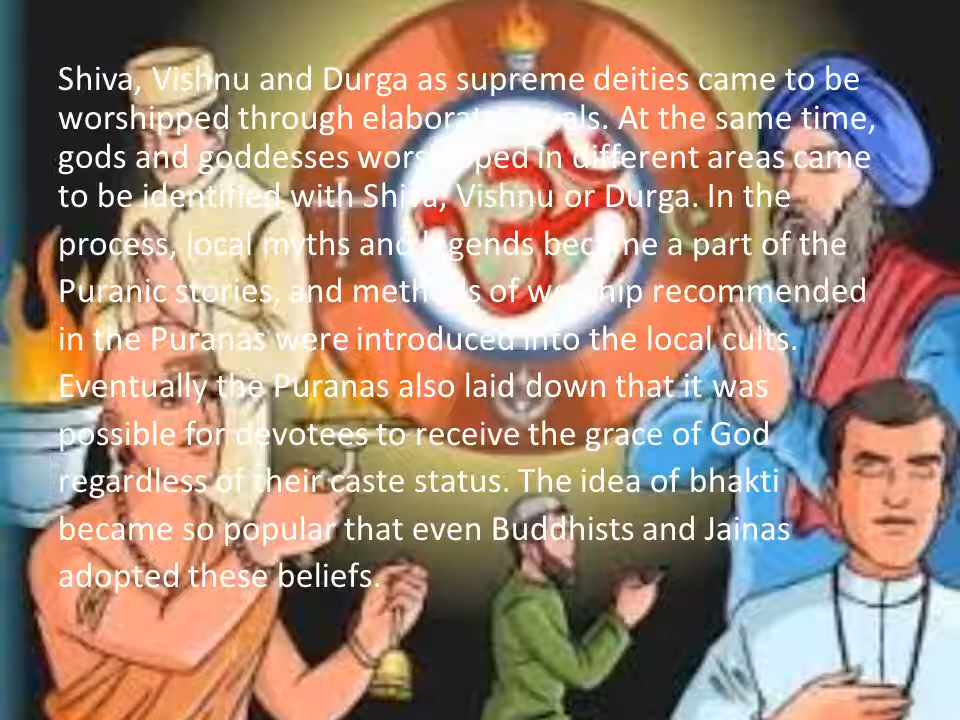 Shiva, Vishnu and Durga as supreme deities came to be
worshipped through elaborate rituals. At the same time,
gods and goddesses worshipped in different areas came
to be identified with Shiva, Vishnu or Durga. In the
process, local myths and legends became a part of the
Puranic stories, and methods of worship recommended
in the Puranas were introduced into the local cults.
Eventually the Puranas also laid down that it was
possible for devotees to receive the grace of God
regardless of their caste status. The idea of bhakti
became so popular that even Buddhists and Jainas
adopted these beliefs.